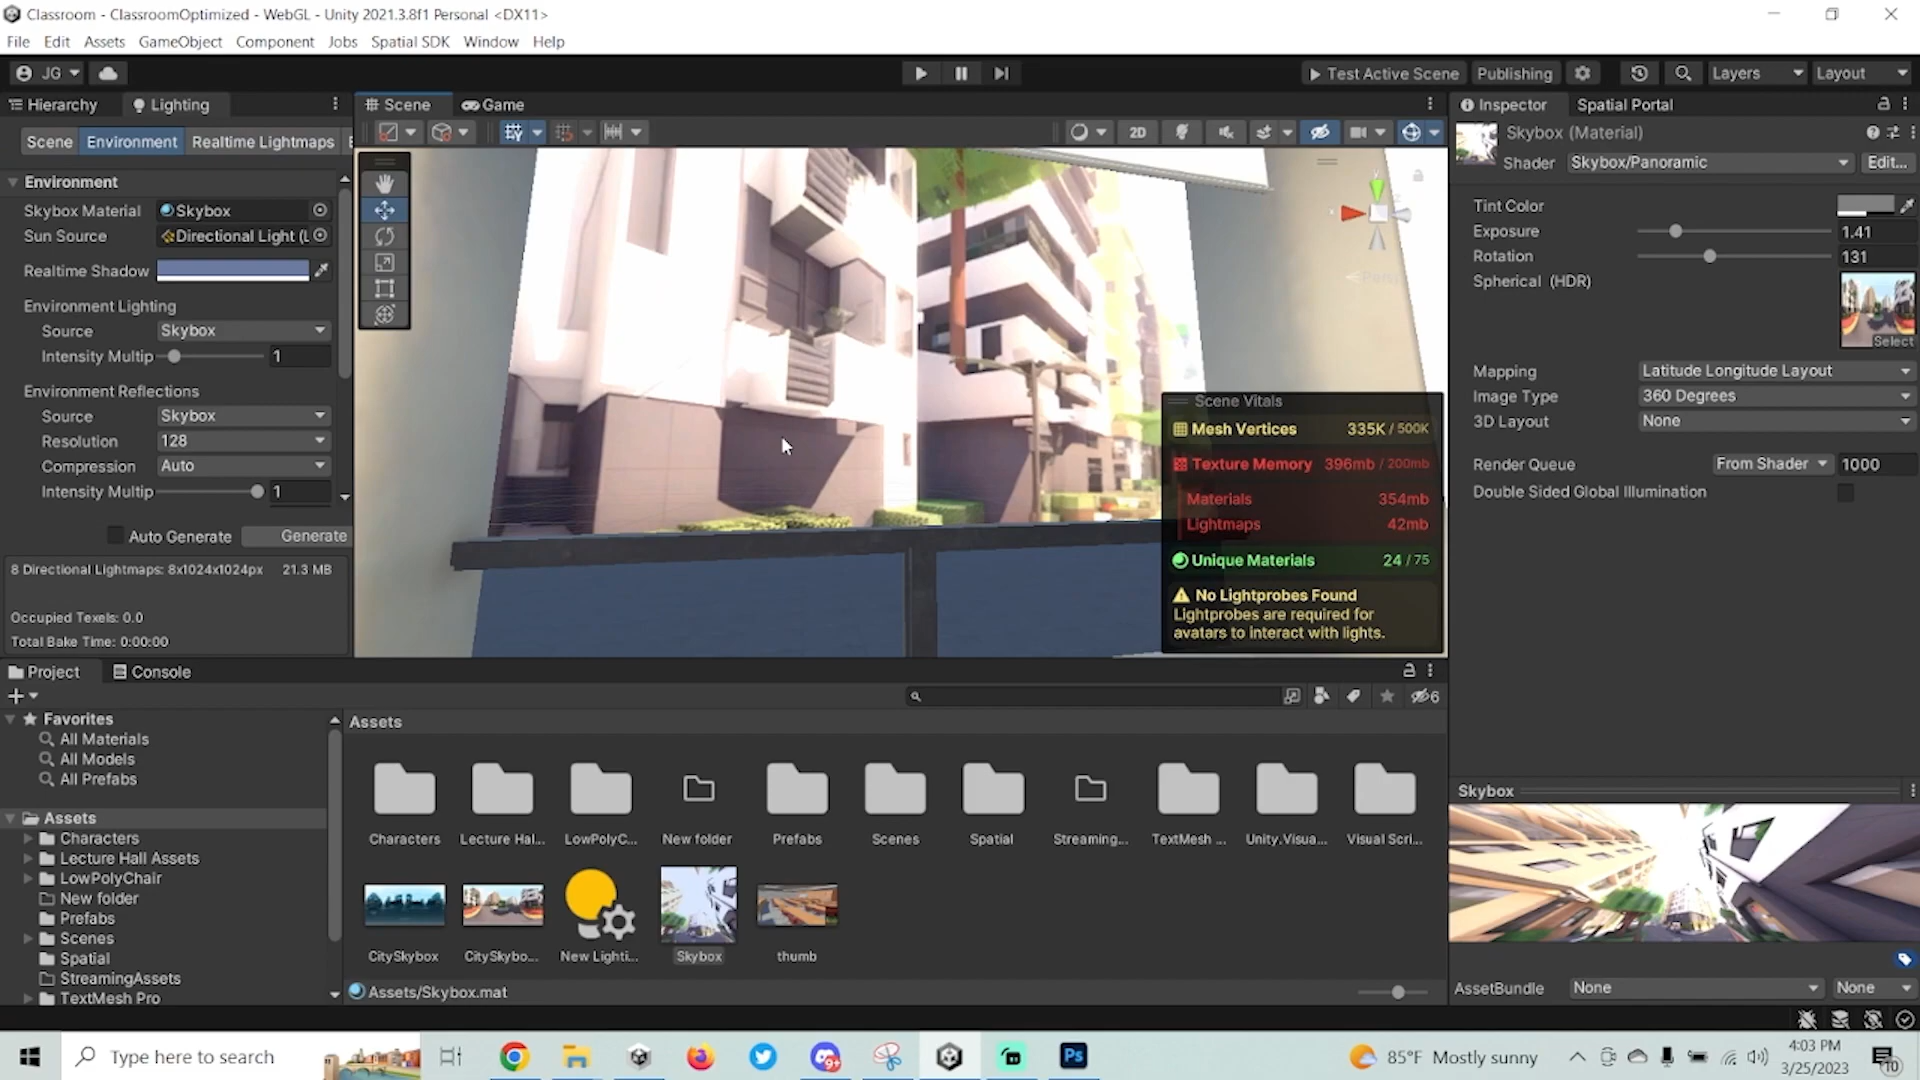 Classroom - ClassroomOptimized - WebGL - Unity 2021.3.8f1 Personal <DX11>
File Edit Assets GameObject Component Jobs Spatial SDK Window Help
JG
Test Active Scene Publishing Layers Layout
Hierarchy Lighting
Scene Environment Realtime Lightmaps
Environment
Skybox Material Skybox
Sun Source Directional Light (L
Realtime Shadow
Environment Lighting
Source Skybox
Intensity Multip 1
Environment Reflections
Source Skybox
Resolution 128
Compression Auto
Intensity Multip 1
Auto Generate Generate
8 Directional Lightmaps: 8x1024x1024px 21.3 MB
Occupied Texels: 0.0
Total Bake Time: 0:00:00
Scene Game
2D
y
x
Persp
Scene Vitals
Mesh Vertices 335K / 500K
Texture Memory 396mb / 200mb
Materials 354mb
Lightmaps 42mb
Unique Materials 24 / 75
No Lightprobes Found
Lightprobes are required for
avatars to interact with lights.
Inspector Spatial Portal
Skybox (Material)
Shader Skybox/Panoramic Edit...
Tint Color
Exposure 1.41
Rotation 131
Spherical (HDR)
Select
Mapping Latitude Longitude Layout
Image Type 360 Degrees
3D Layout None
Render Queue From Shader 1000
Double Sided Global Illumination
Skybox
AssetBundle None None
Project Console
6
Favorites
All Materials
All Models
All Prefabs
Assets
Characters
Lecture Hall Assets
LowPolyChair
New folder
Prefabs
Scenes
Spatial
StreamingAssets
TextMesh Pro
Assets
Characters Lecture Hal... LowPolyC... New folder Prefabs Scenes Spatial Streaming... TextMesh ... Unity.Visua... Visual Scri...
CitySkybox CitySkybo... New Lighti... Skybox thumb
Assets/Skybox.mat
Type here to search
9+
Ps
85°F Mostly sunny
4:03 PM
3/25/2023
10